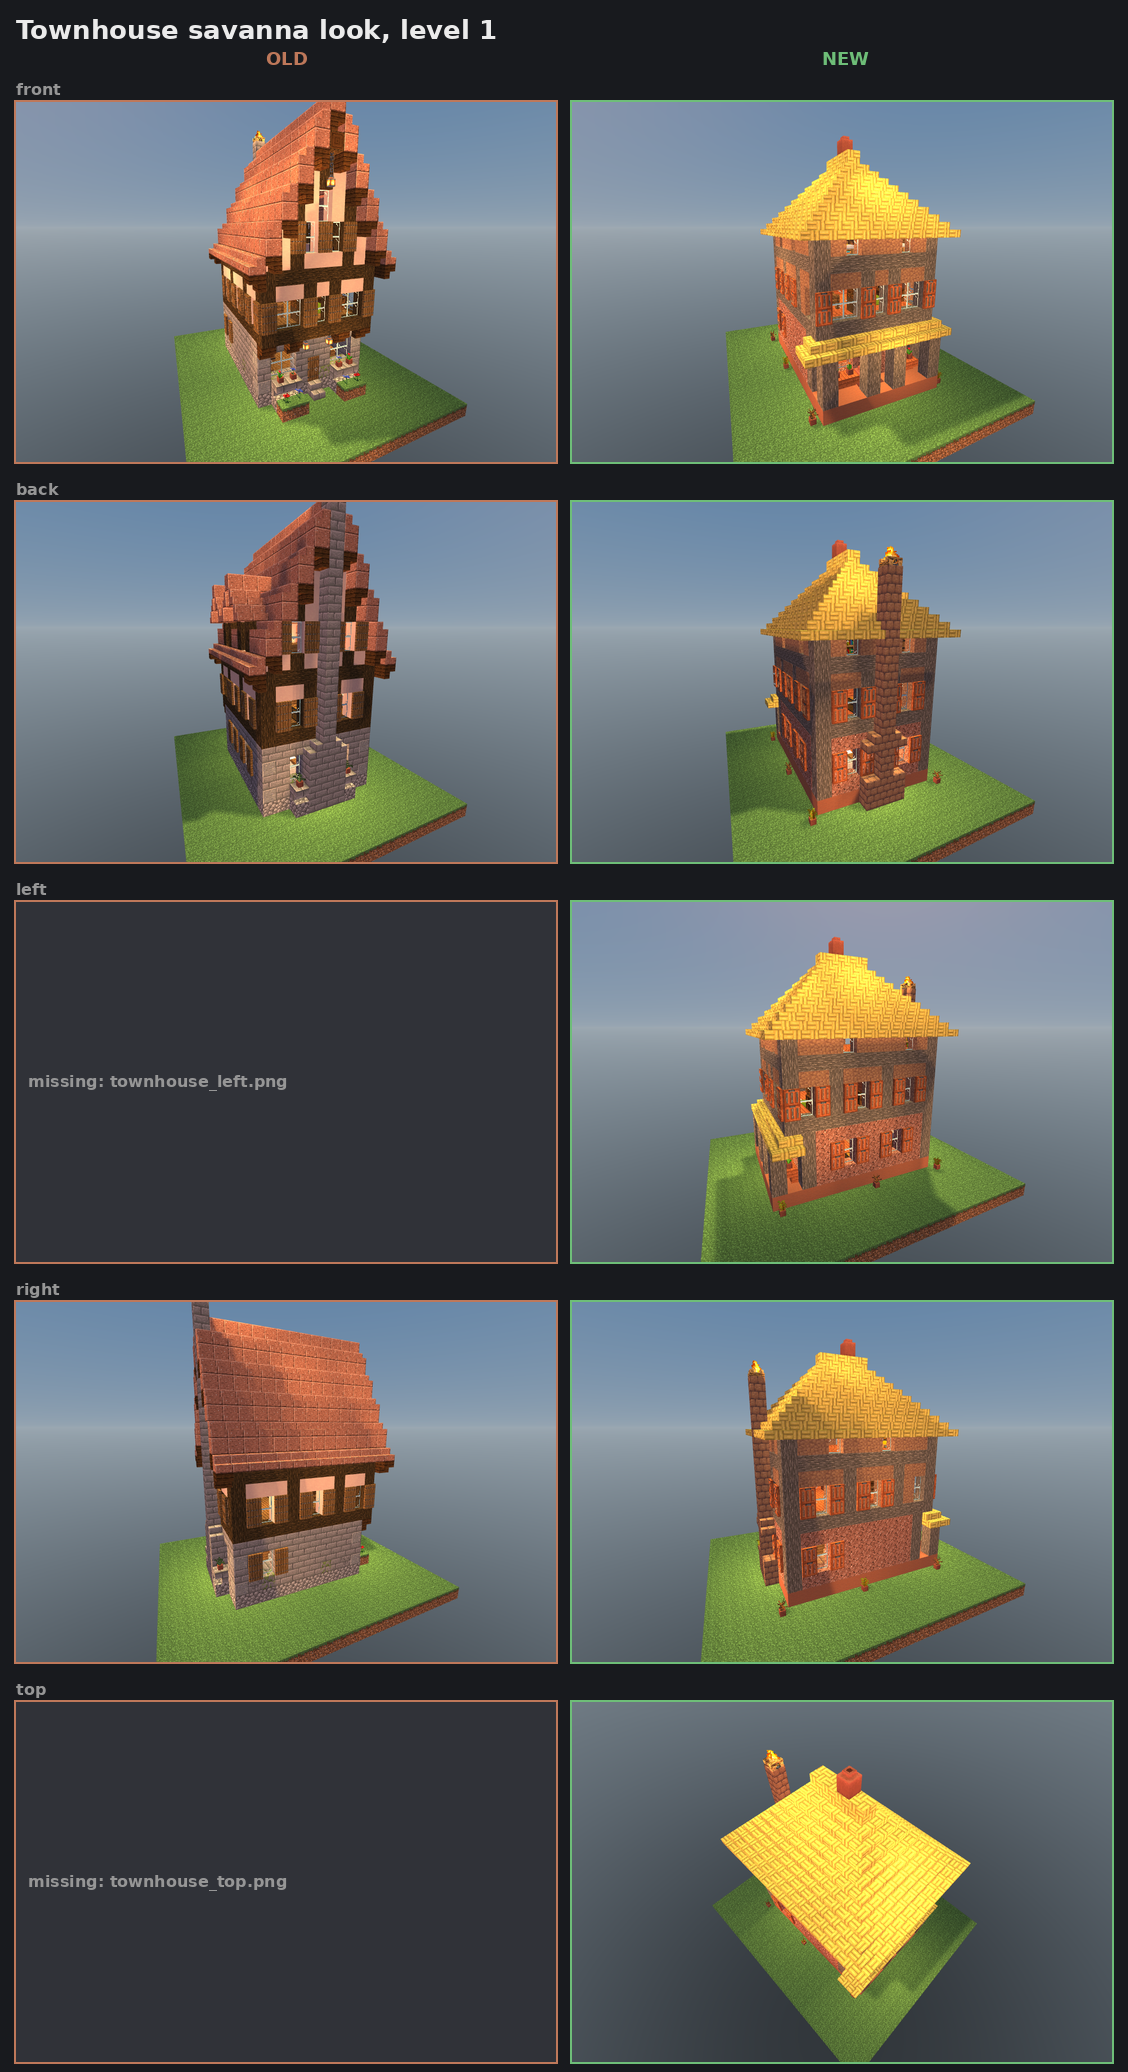 Townhouse savanna look, level 1
OLD
NEW
front
back
left
missing: townhouse_left.png
right
top
missing: townhouse_top.png